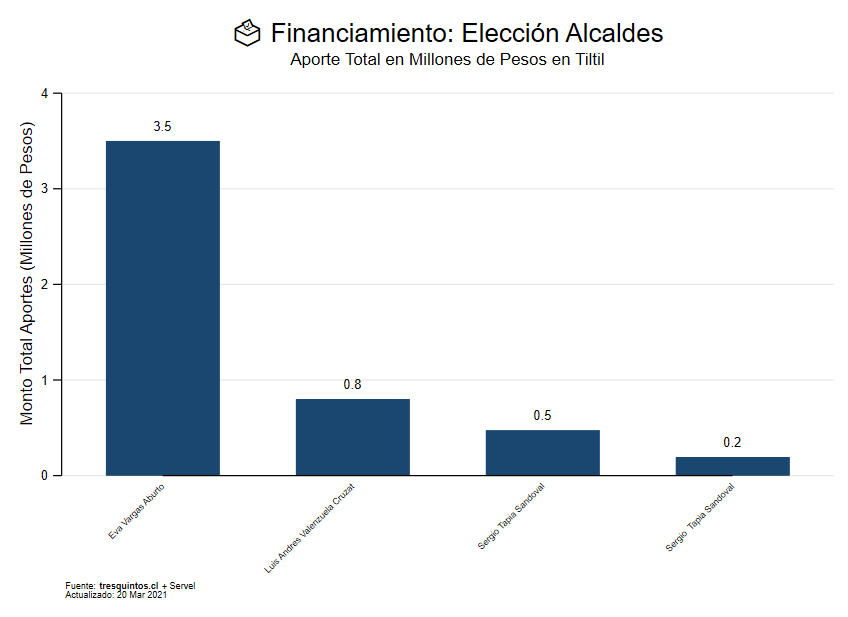 Financiamiento: Elección Alcaldes
Aporte Total en Millones de Pesos en Tiltil
Monto Total Aportes (Millones de Pesos)
4
3
2
1
0
3.5
0.8
0.5
0.2
Eva Vargas Aburto
Luis Andres Valenzuela Cruzat
Sergio Tapia Sandoval
Sergio  Tapia Sandoval
Fuente: tresquintos.cl + Servel
Actualizado: 20 Mar 2021